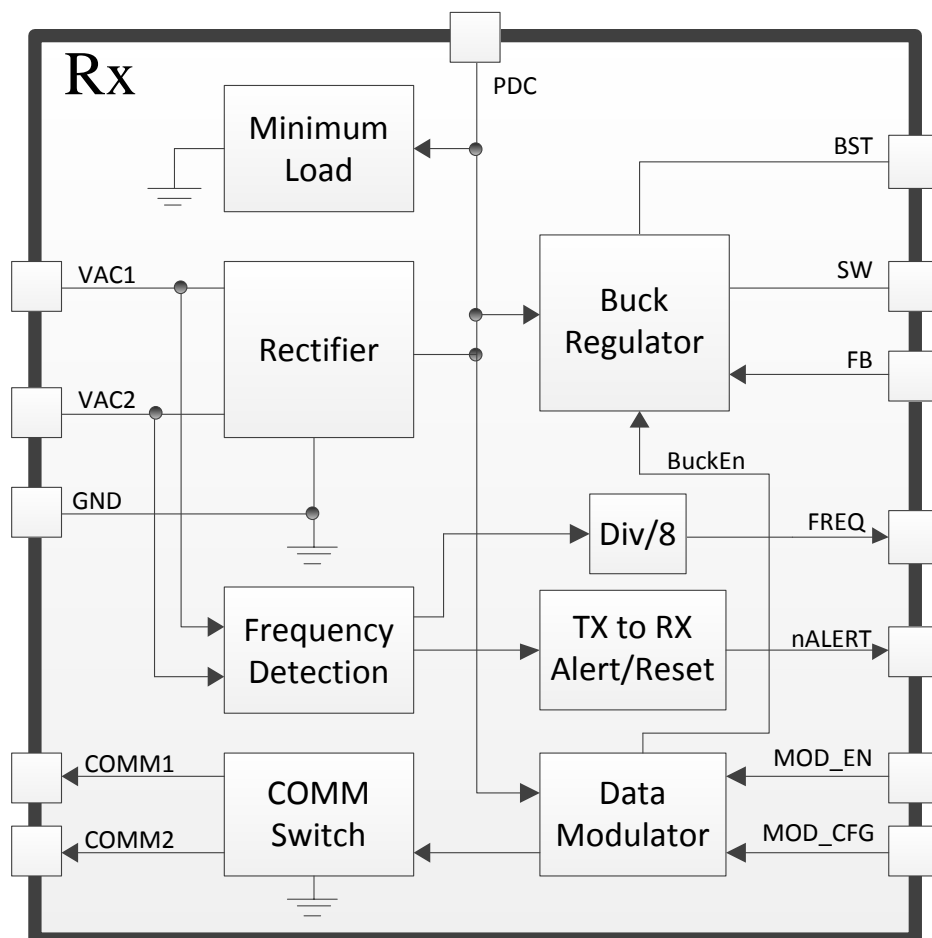 Rx
PDC
Minimum
Load
BST
VAC1
SW
Rectifier
Buck
Regulator
VAC2
FB
BuckEn
GND
Div/8
FREQ
Frequency
Detection
TX to RX
Alert/Reset
nALERT
COMM1
COMM
Switch
Data
Modulator
MOD_EN
COMM2
MOD_CFG